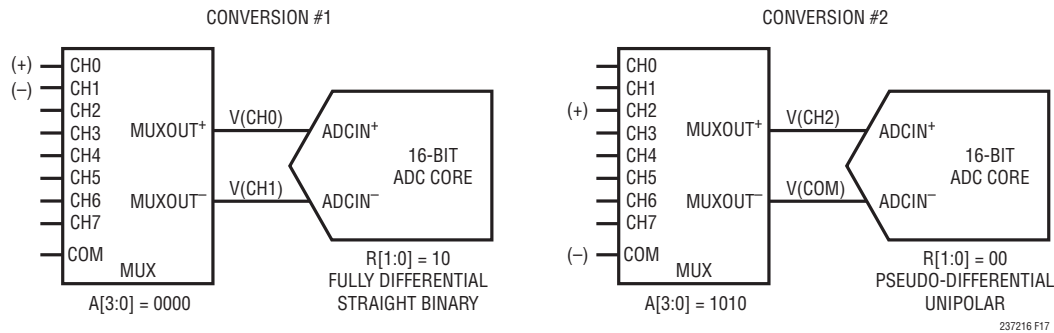 CONVERSION #1
(+)
(–)
CH0
CH1
CH2
CH3
CH4
CH5
CH6
CH7
COM
MUXOUT+
MUXOUT–
MUX
V(CH0)
V(CH1)
ADCIN+
16-BIT
ADC CORE
ADCIN–
A[3:0] = 0000
R[1:0] = 10
FULLY DIFFERENTIAL
STRAIGHT BINARY
CONVERSION #2
(+)
(–)
CH0
CH1
CH2
CH3
CH4
CH5
CH6
CH7
COM
MUXOUT+
MUXOUT–
MUX
V(CH2)
V(COM)
ADCIN+
16-BIT
ADC CORE
ADCIN–
A[3:0] = 1010
R[1:0] = 00
PSEUDO-DIFFERENTIAL
UNIPOLAR
237216 F17